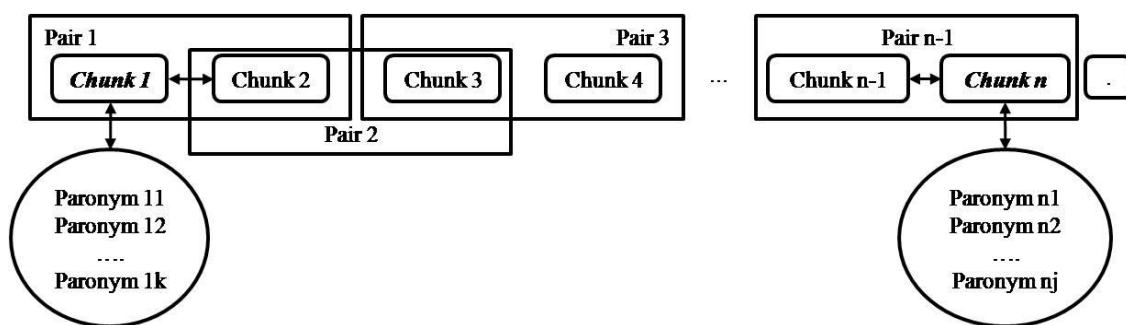 Pair 1
Pair 3
Pair n-1
Chunk 1
Chunk 2
Chunk 3
Chunk 4
...
Chunk n-1
Chunk n
.
Pair 2
Paronym 11
Paronym 12
....
Paronym 1k
Paronym n1
Paronym n2
....
Paronym nj